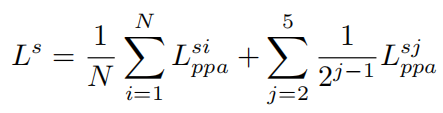 $L^s = \frac{1}{N} \sum_{i=1}^{N} L_{ppa}^{si} + \sum_{j=2}^{5} \frac{1}{2^{j-1}} L_{ppa}^{sj}$